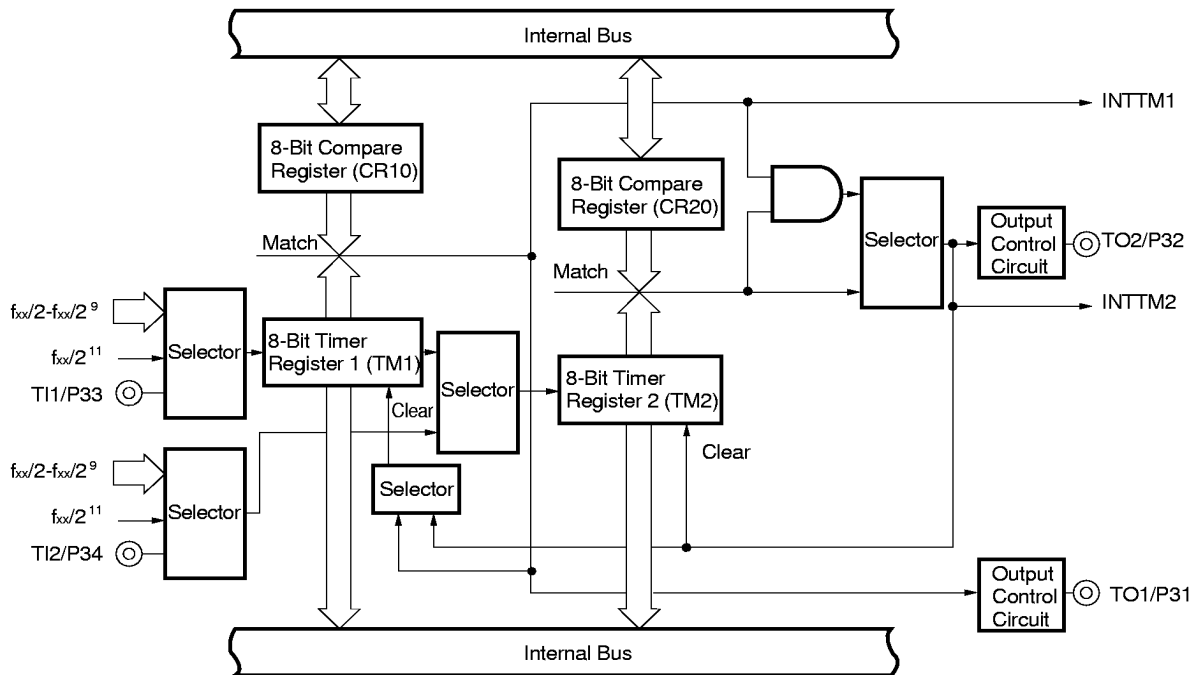 Internal Bus
INTTM1
8-Bit Compare
Register (CR10)
8-Bit Compare
Register (CR20)
Selector
Output
Control
Circuit
TO2/P32
Match
Match
INTTM2
fxx/2-fxx/2⁹
fxx/2¹¹
TI1/P33
Selector
8-Bit Timer
Register 1 (TM1)
Selector
8-Bit Timer
Register 2 (TM2)
Clear
Clear
fxx/2-fxx/2⁹
fxx/2¹¹
TI2/P34
Selector
Selector
Output
Control
Circuit
TO1/P31
Internal Bus